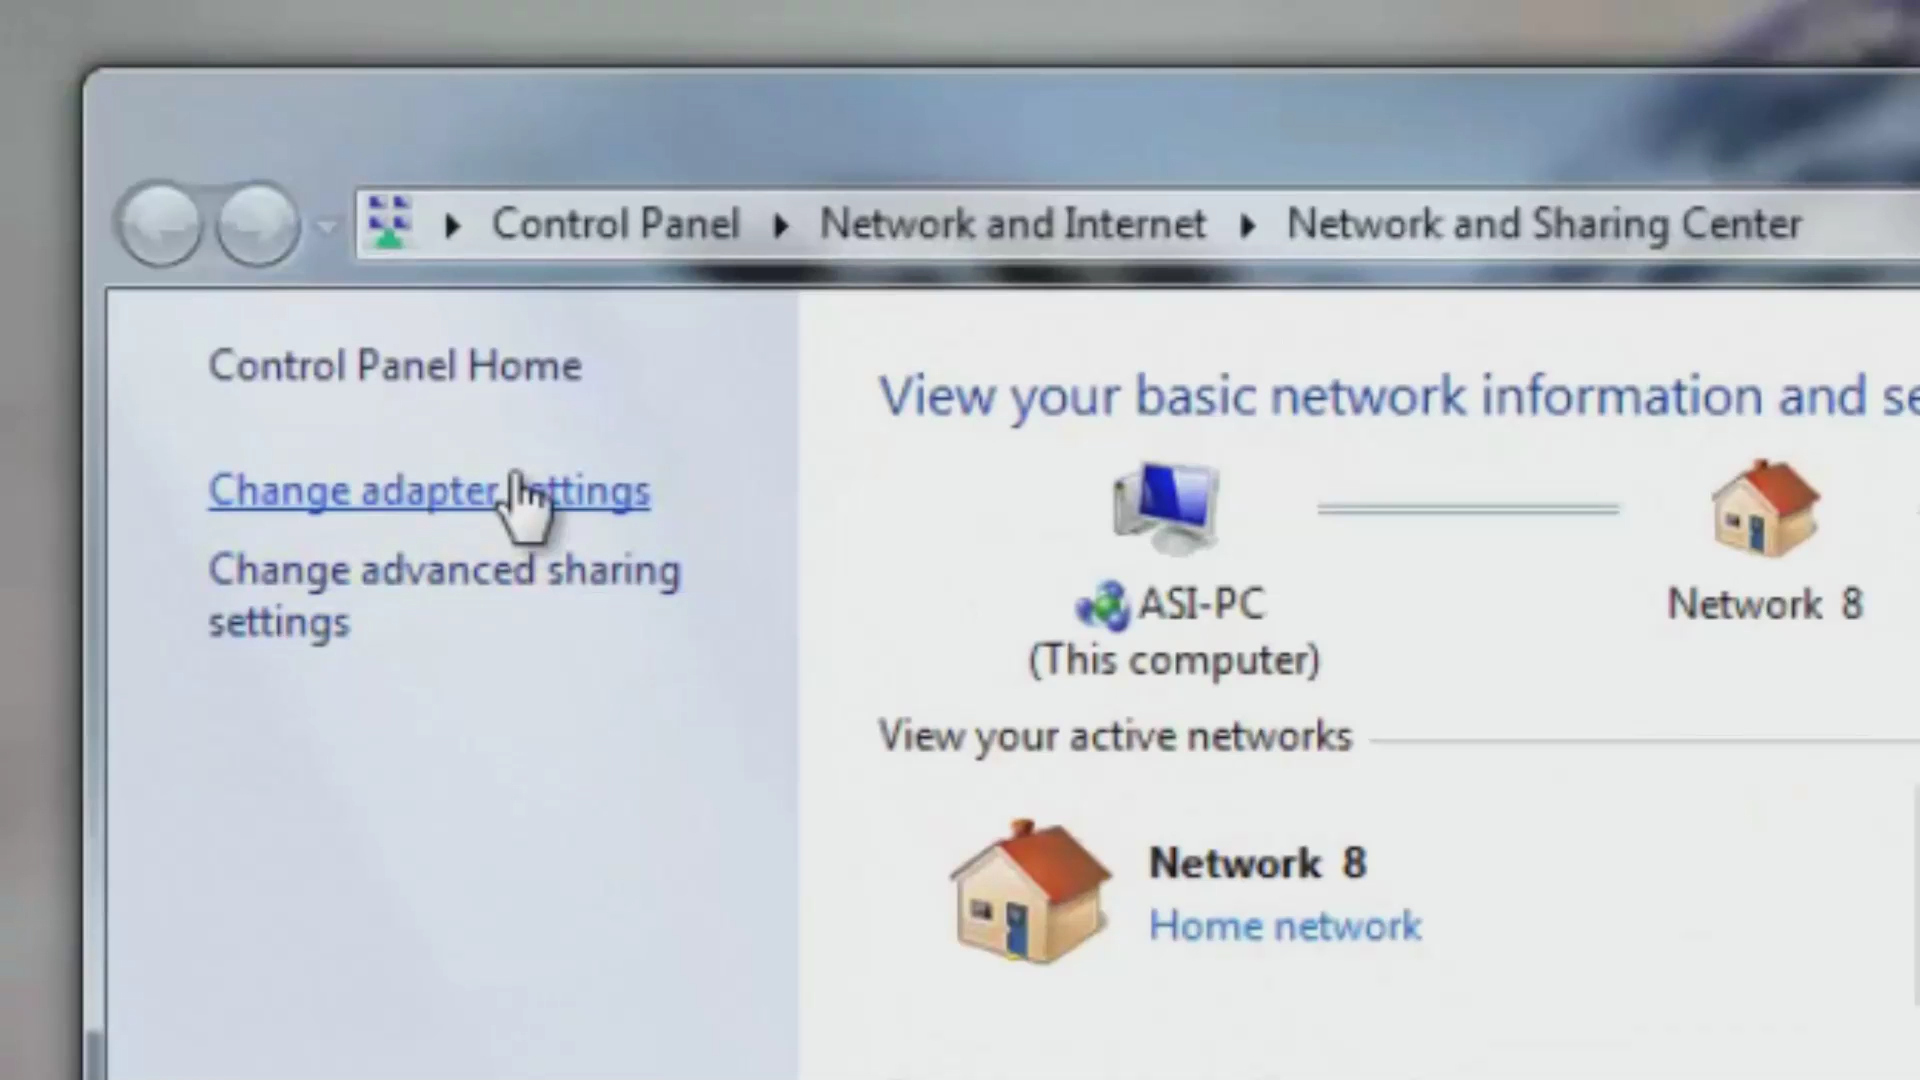 Control Panel Network and Internet Network and Sharing Center
Control Panel Home
Change adapter settings
Change advanced sharing
settings
View your basic network information and
ASI-PC
(This computer)
Network 8
View your active networks
Network 8
Home network